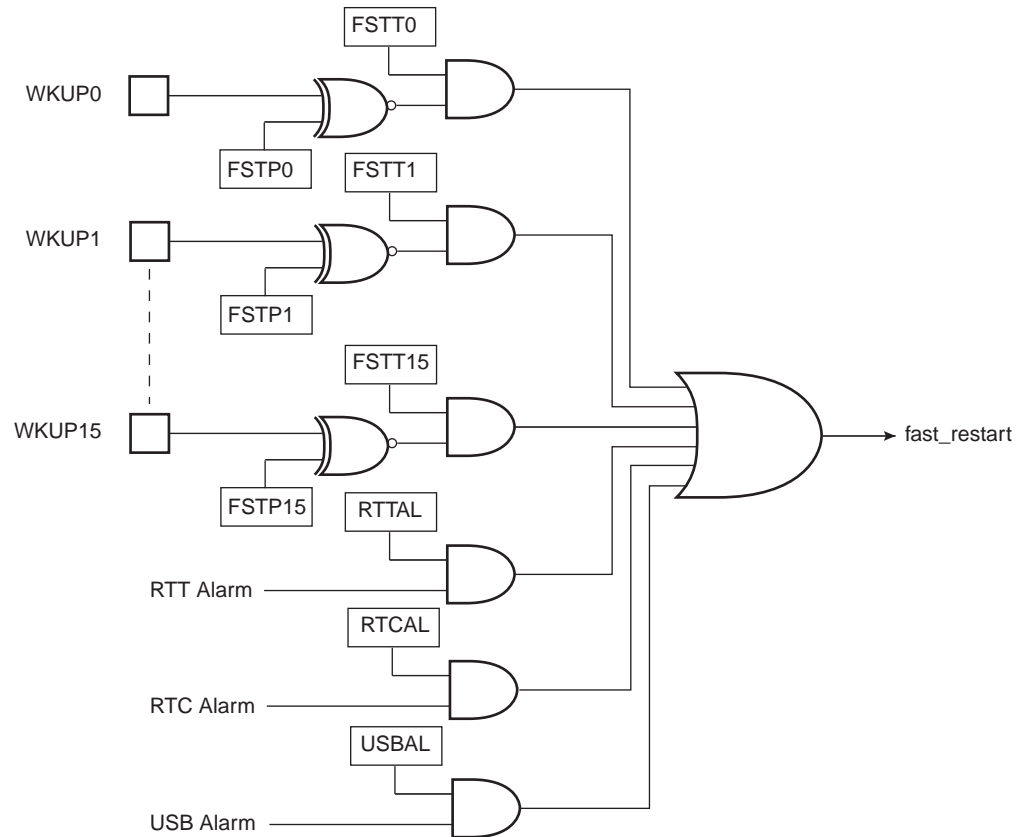 FSTT0
WKUP0
FSTP0
FSTT1
WKUP1
FSTP1
FSTT15
WKUP15
fast_restart
FSTP15
RTTAL
RTT Alarm
RTCAL
RTC Alarm
USBAL
USB Alarm